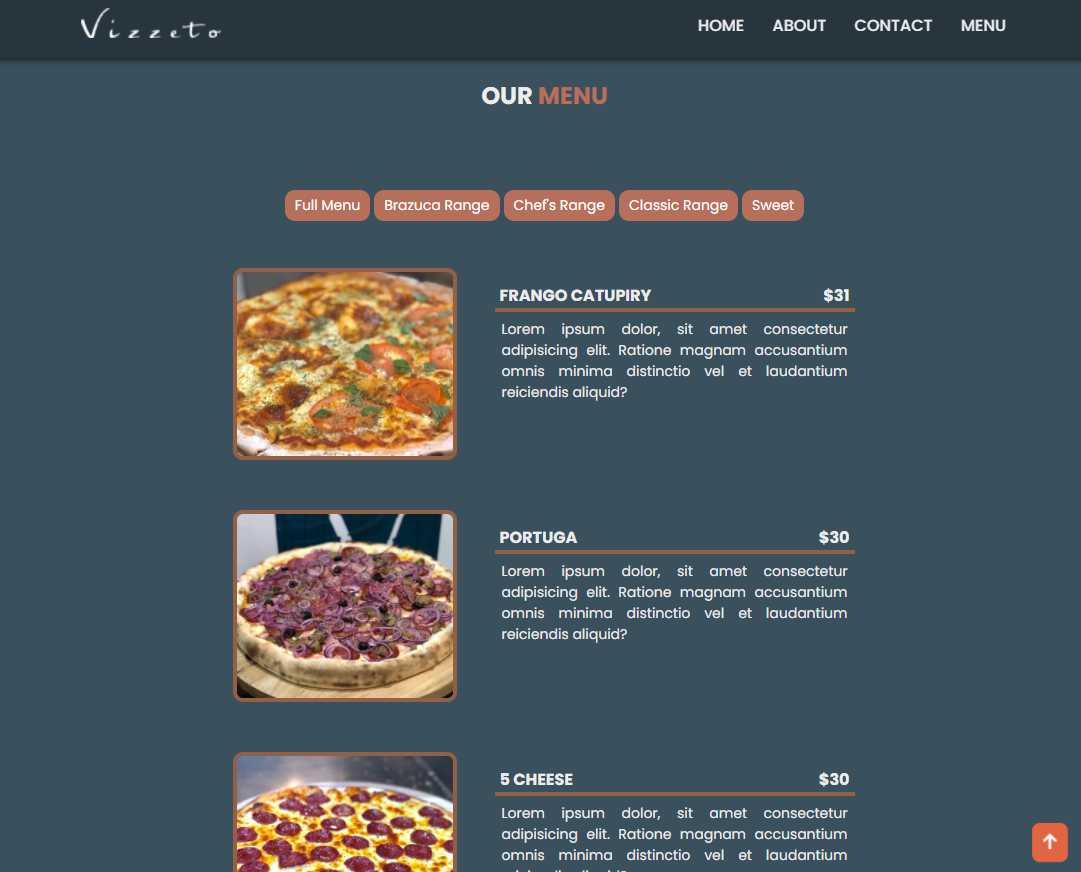 Vizzeto
HOME ABOUT CONTACT MENU
OUR MENU
Full Menu Brazuca Range Chef's Range Classic Range Sweet
FRANGO CATUPIRY $31
Lorem ipsum dolor, sit amet consectetur
adipisicing elit. Ratione magnam accusantium
omnis minima distinctio vel et laudantium
reiciendis aliquid?
PORTUGA $30
Lorem ipsum dolor, sit amet consectetur
adipisicing elit. Ratione magnam accusantium
omnis minima distinctio vel et laudantium
reiciendis aliquid?
5 CHEESE $30
Lorem ipsum dolor, sit amet consectetur
adipisicing elit. Ratione magnam accusantium
omnis minima distinctio vel et laudantium